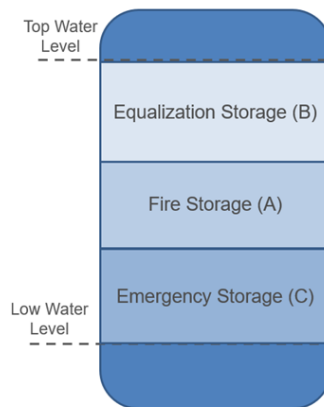 Top Water
Level
Equalization Storage (B)
Fire Storage (A)
Emergency Storage (C)
Low Water
Level